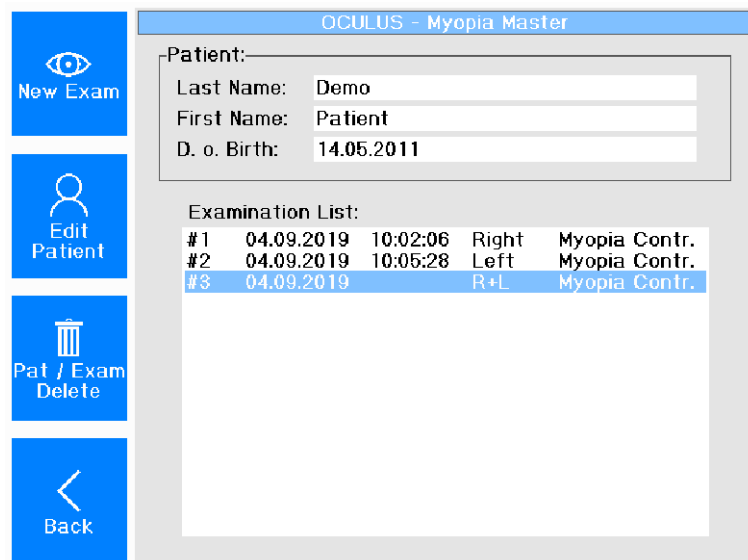 OCULUS - Myopia Master
New Exam
Edit
Patient
Pat / Exam
Delete
Back
Patient:
Last Name: Demo
First Name: Patient
D. o. Birth: 14.05.2011
Examination List:
#1 04.09.2019 10:02:06 Right Myopia Contr.
#2 04.09.2019 10:05:28 Left Myopia Contr.
#3 04.09.2019 R+L Myopia Contr.